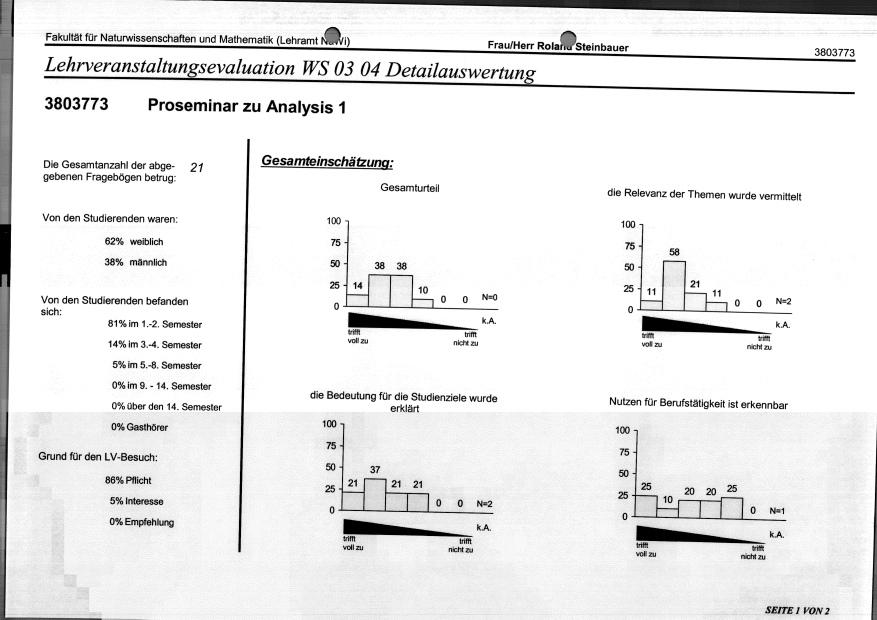 Fakultät für Naturwissenschaften und Mathematik (Lehramt NaWi)
Frau/Herr Roland Steinbauer
3803773
Lehrveranstaltungsevaluation WS 03 04 Detailauswertung
3803773 Proseminar zu Analysis 1
Die Gesamtanzahl der abge-
gebenen Fragebögen betrug:
21
Von den Studierenden waren:
62% weiblich
38% männlich
Von den Studierenden befanden
sich:
81% im 1.-2. Semester
14% im 3.-4. Semester
5% im 5.-8. Semester
0% im 9. - 14. Semester
0% über den 14. Semester
0% Gasthörer
Grund für den LV-Besuch:
86% Pflicht
5% Interesse
0% Empfehlung
Gesamteinschätzung:
Gesamturteil
100
75
50
25
0
14 38 38 10 0 0 N=0
k.A.
trifft
voll zu
trifft
nicht zu
die Relevanz der Themen wurde vermittelt
100
75
50
25
0
11 58 21 11 0 0 N=2
k.A.
trifft
voll zu
trifft
nicht zu
die Bedeutung für die Studienziele wurde
erklärt
100
75
50
25
0
21 37 21 21 0 0 N=2
k.A.
trifft
voll zu
trifft
nicht zu
Nutzen für Berufstätigkeit ist erkennbar
100
75
50
25
0
25 10 20 20 25 0 N=1
k.A.
trifft
voll zu
trifft
nicht zu
SEITE 1 VON 2